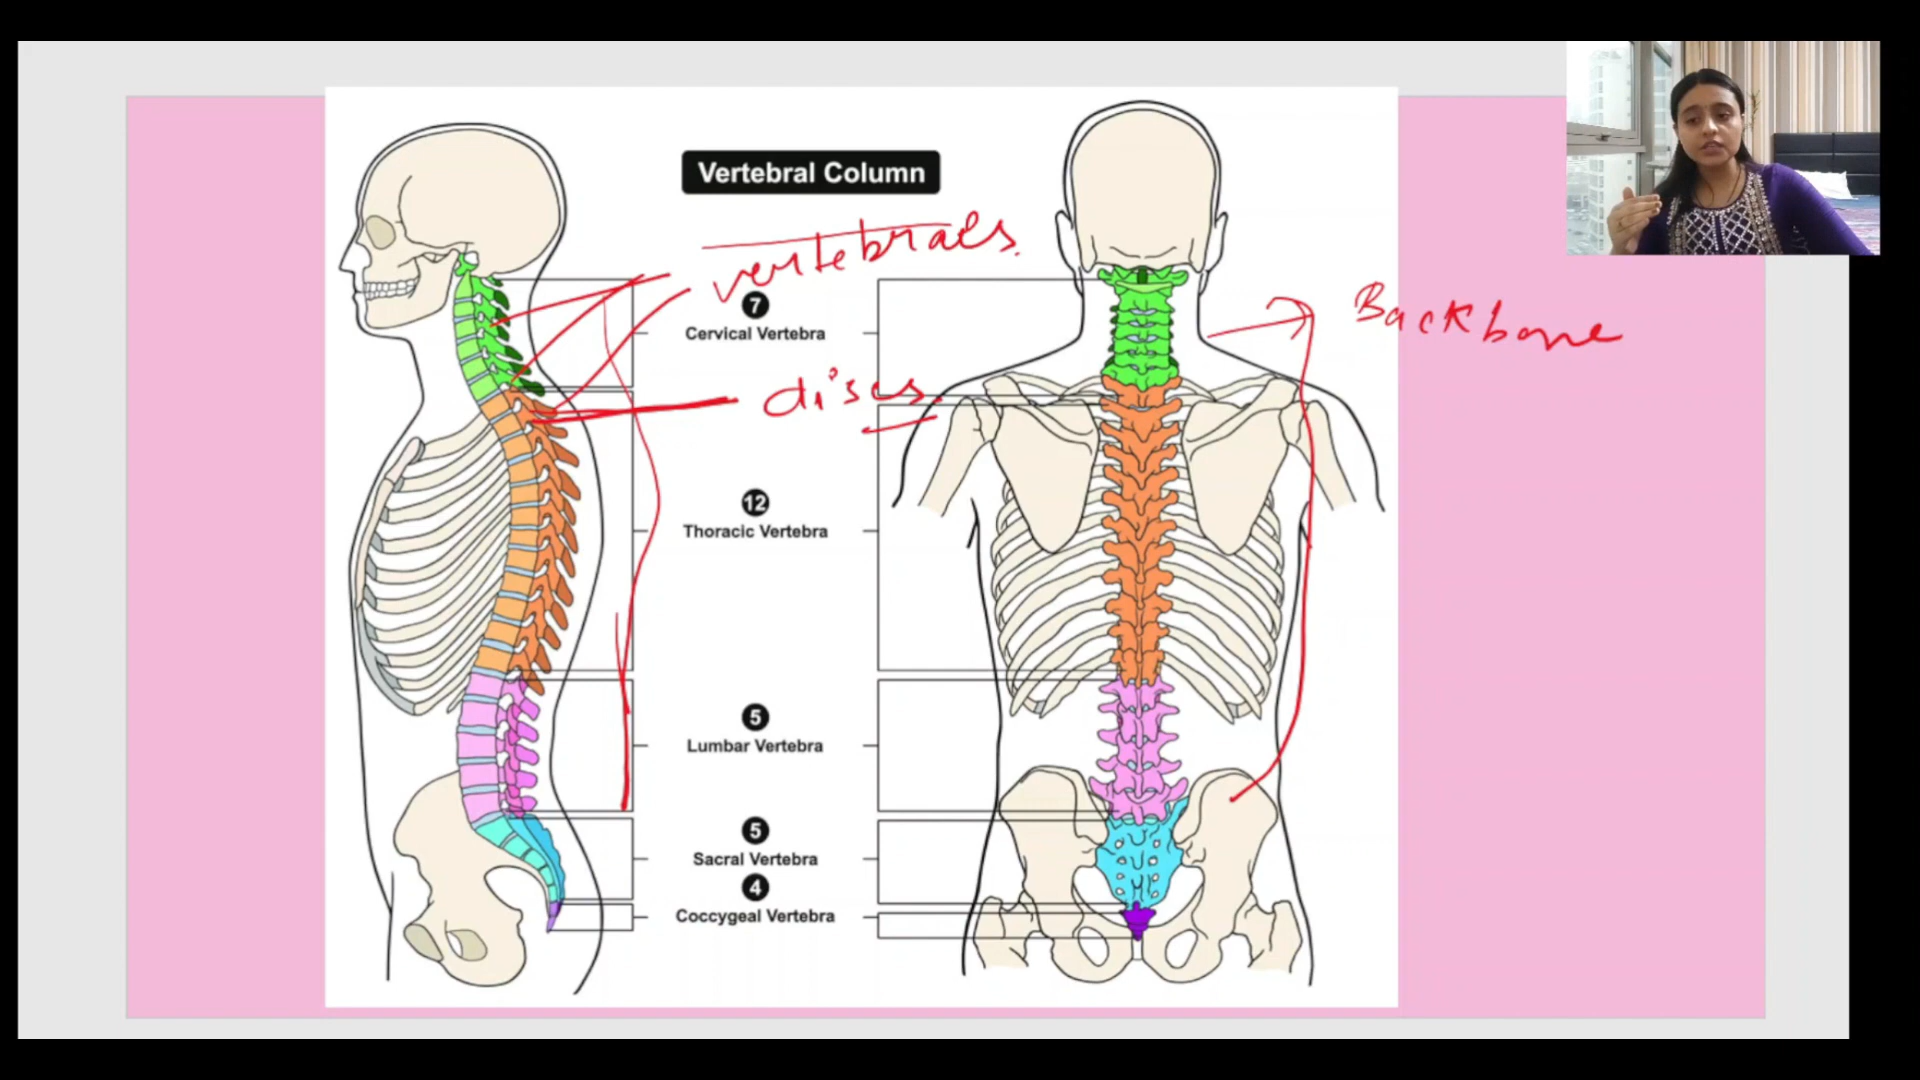 Vertebral Column
vertebraes.
7
Cervical Vertebra
Backbone
discs
12
Thoracic Vertebra
5
Lumbar Vertebra
5
Sacral Vertebra
4
Coccygeal Vertebra